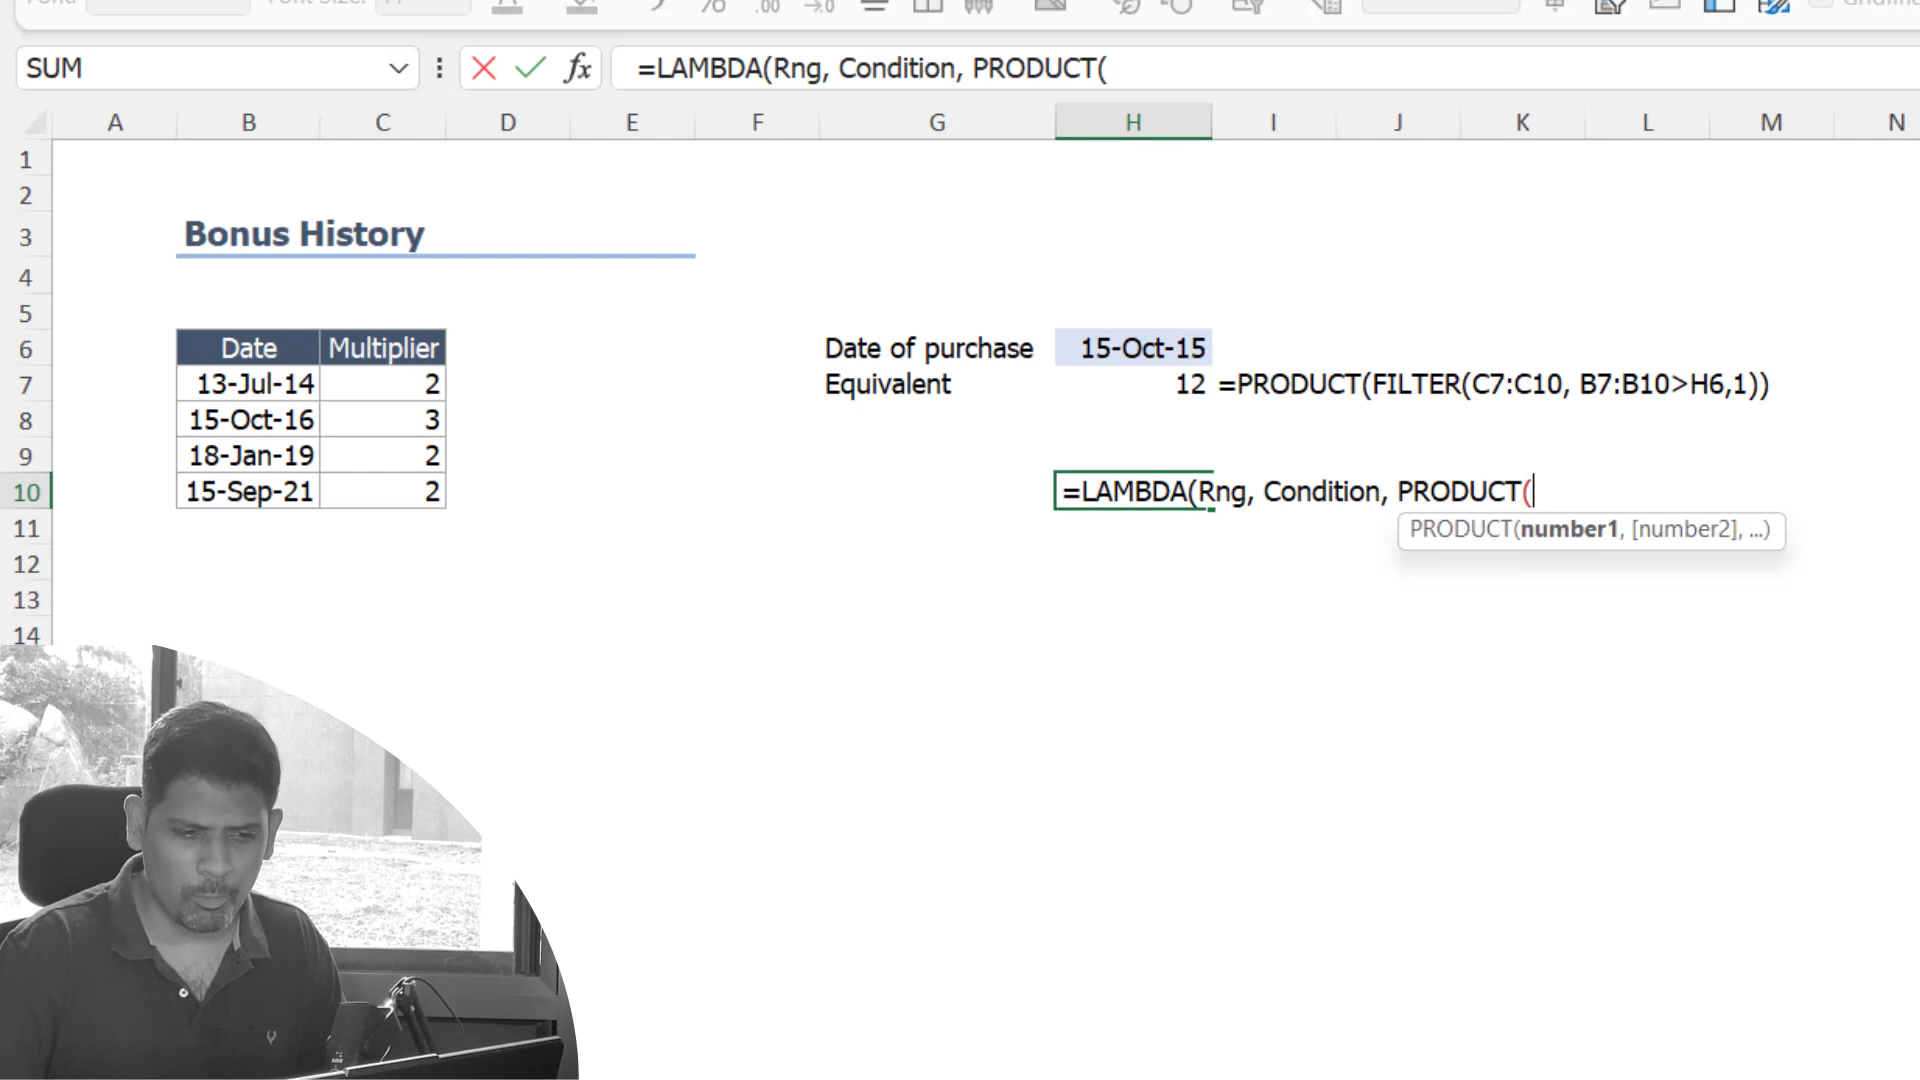 SUM
fx
=LAMBDA(Rng, Condition, PRODUCT(
A B C D E F G H I J K L M N
1
2
3 Bonus History
4
5
6 Date Multiplier Date of purchase 15-Oct-15
7 13-Jul-14 2 Equivalent 12 =PRODUCT(FILTER(C7:C10, B7:B10>H6,1))
8 15-Oct-16 3
9 18-Jan-19 2
10 15-Sep-21 2 =LAMBDA(Rng, Condition, PRODUCT(
11 PRODUCT(number1, [number2], ...)
12
13
14